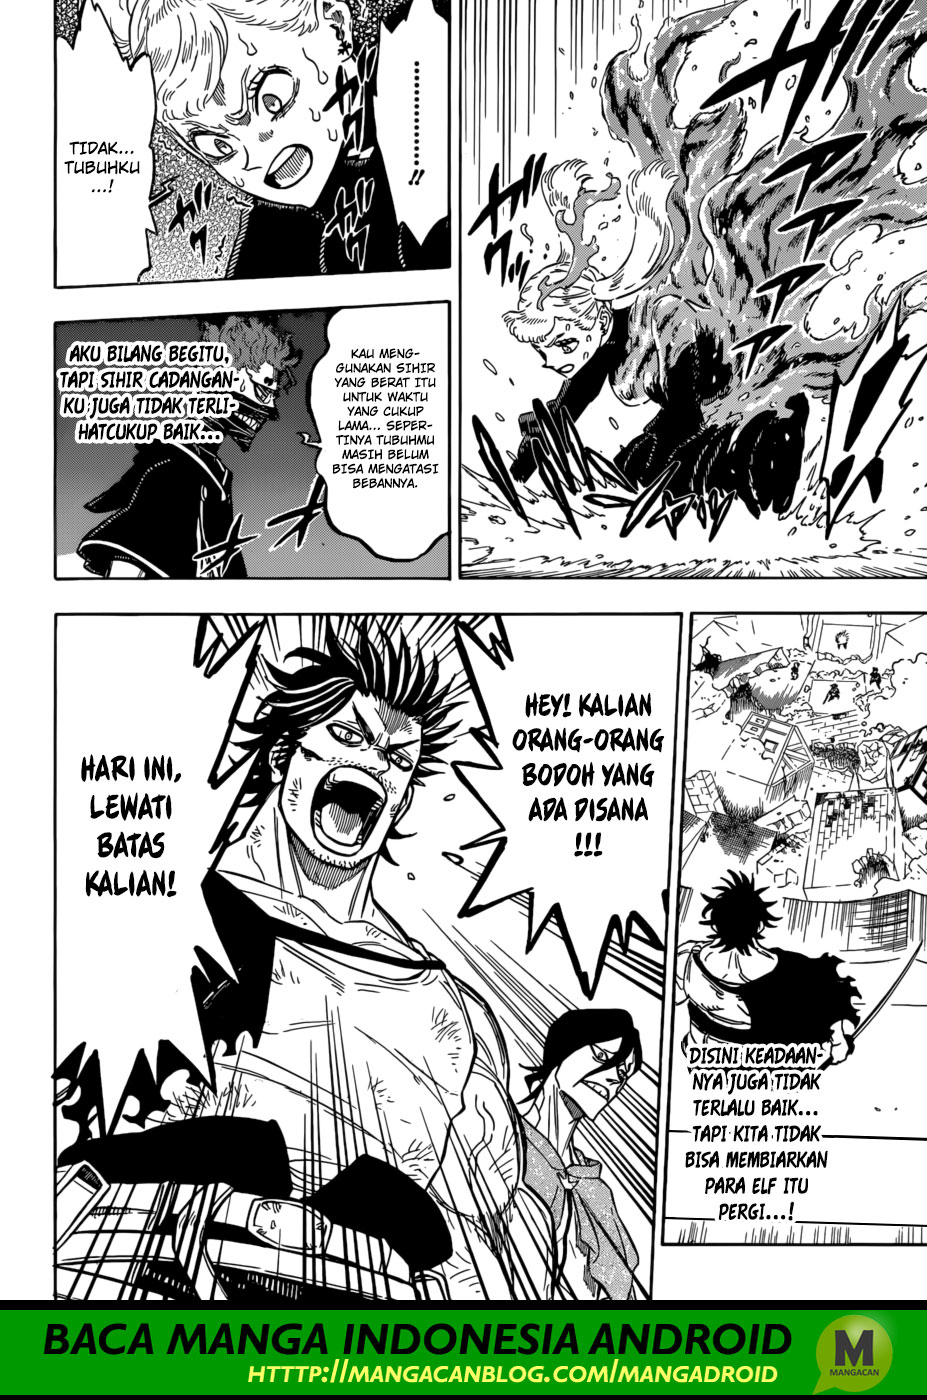 ..........!!
TIDAK...
TUBUHKU
...!
KAU MENG-
GUNAKAN SIHIR
YANG BERAT ITU
UNTUK WAKTU
YANG CUKUP
LAMA... SEPER-
TINYA TUBUHMU
MASIH BELUM
BISA MENGATASI
BEBANNYA.
AKU BILANG BEGITU,
TAPI SIHIR CADANGAN-
KU JUGA TIDAK TERLI-
HATCUKUP BAIK...
DISINI KEADAAN-
NYA JUGA TIDAK
TERLALU BAIK...
TAPI KITA TIDAK
BISA MEMBIARKAN
PARA ELF ITU
PERGI...!
HEY! KALIAN
ORANG-ORANG
BODOH YANG
ADA DISANA
!!!
HARI INI,
LEWATI
BATAS
KALIAN!
BACA MANGA INDONESIA ANDROID
HTTTP://MANGACANBLOG.COM/MANGADROID
M
MANGACAN